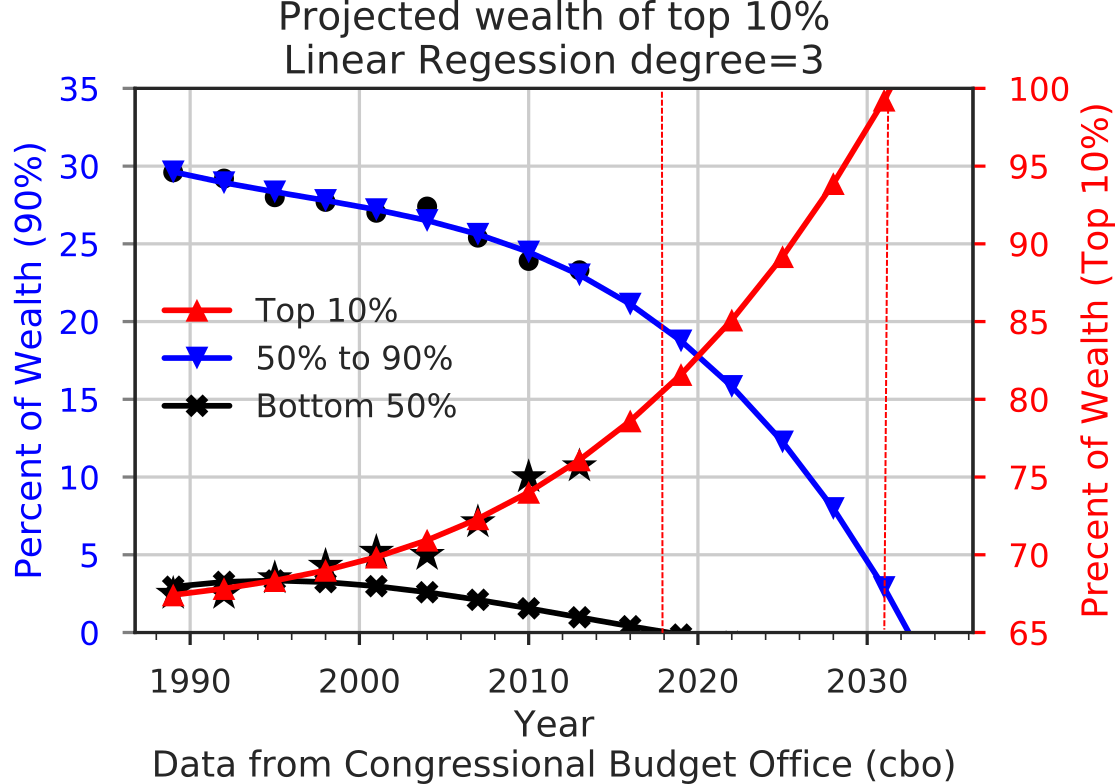 Projected wealth of top 10%
Linear Regession degree=3
35
30
25
20
15
10
5
0
Percent of Wealth (90%)
100
95
90
85
80
75
70
65
Precent of Wealth (Top 10%)
Top 10%
50% to 90%
Bottom 50%
1990
2000
2010
2020
2030
Year
Data from Congressional Budget Office (cbo)